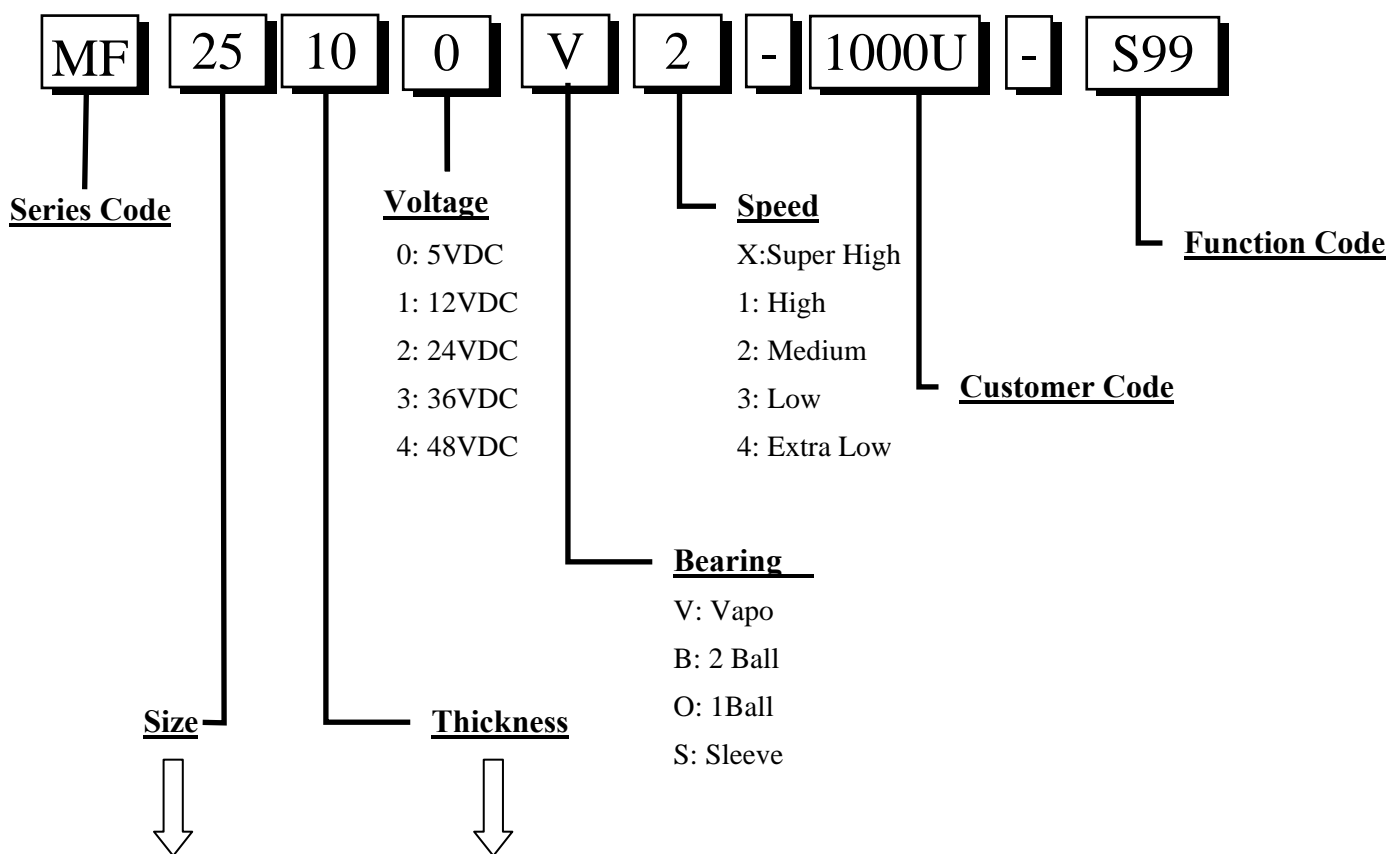 MF 25 10 0 V 2 - 1000U - S99
Series Code
Voltage
0: 5VDC
1: 12VDC
2: 24VDC
3: 36VDC
4: 48VDC
Speed
X:Super High
1: High
2: Medium
3: Low
4: Extra Low
Function Code
Customer Code
Bearing
V: Vapo
B: 2 Ball
O: 1Ball
S: Sleeve
Size
Thickness